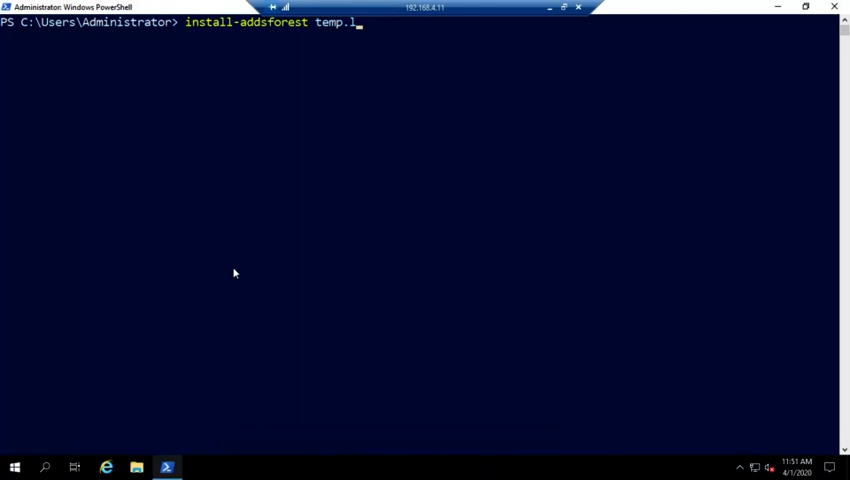 Administrator: Windows PowerShell
192.168.4.11
PS C:\Users\Administrator> install-addsforest temp.l
11:51 AM
4/1/2020